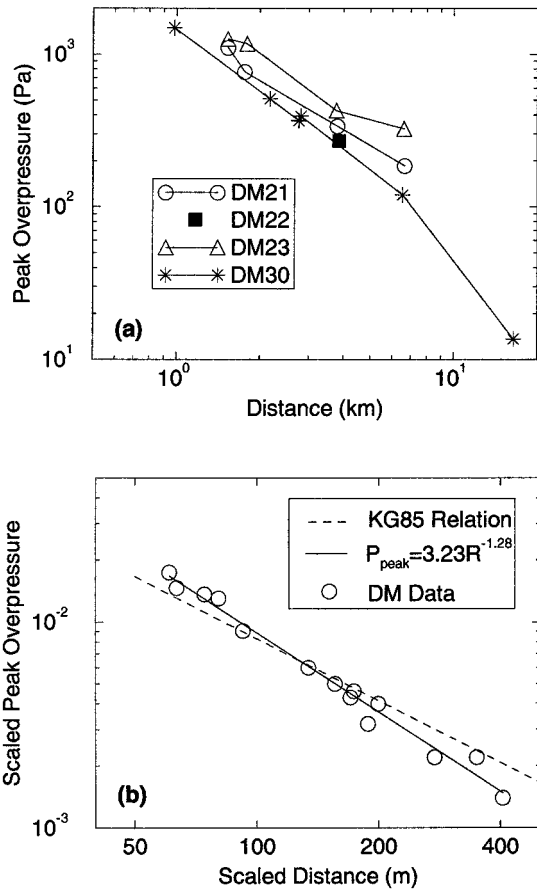 10³
10²
10¹
Peak Overpressure (Pa)
DM21
DM22
DM23
DM30
(a)
10⁰
10¹
Distance (km)
KG85 Relation
P_peak=3.23R^-1.28
DM Data
10⁻²
10⁻³
Scaled Peak Overpressure
(b)
50
100
200
400
Scaled Distance (m)